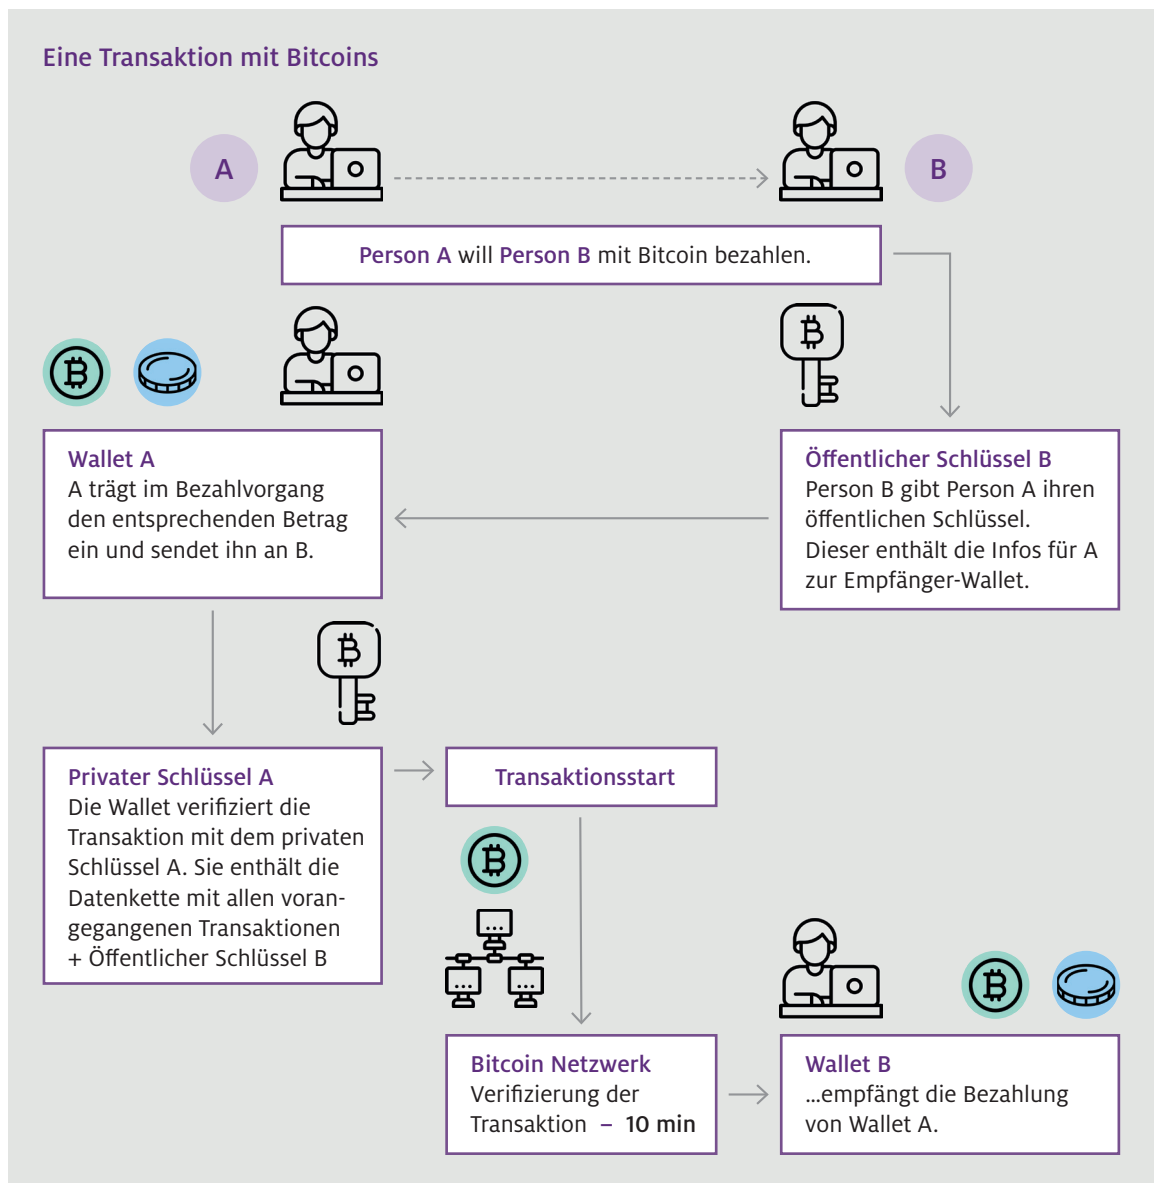 Eine Transaktion mit Bitcoins
A
B
Person A will Person B mit Bitcoin bezahlen.
Wallet A
A trägt im Bezahlvorgang
den entsprechenden Betrag
ein und sendet ihn an B.
Öffentlicher Schlüssel B
Person B gibt Person A ihren
öffentlichen Schlüssel.
Dieser enthält die Infos für A
zur Empfänger-Wallet.
Privater Schlüssel A
Die Wallet verifiziert die
Transaktion mit dem privaten
Schlüssel A. Sie enthält die
Datenkette mit allen voran-
gegangenen Transaktionen
+ Öffentlicher Schlüssel B
Transaktionsstart
Bitcoin Netzwerk
Verifizierung der
Transaktion – 10 min
Wallet B
...empfängt die Bezahlung
von Wallet A.